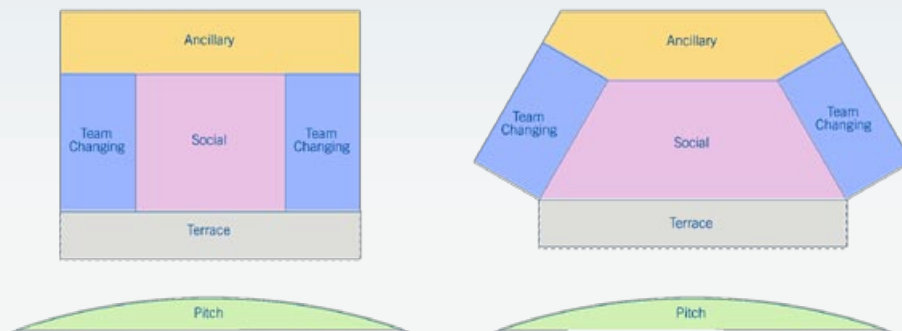 Ancillary
Team
Changing
Social
Team
Changing
Terrace
Pitch
Ancillary
Team
Changing
Social
Team
Changing
Terrace
Pitch